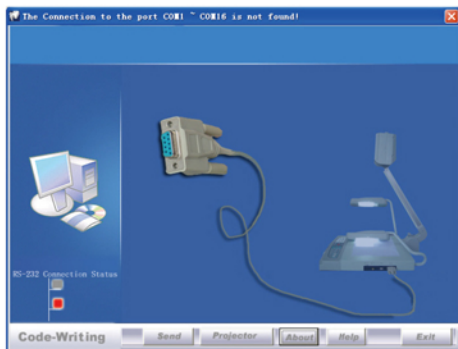 The Connection to the port COM1 ~ COM16 is not found!
RS-232 Connection Status
Code-Writing Send Projector About Help Exit